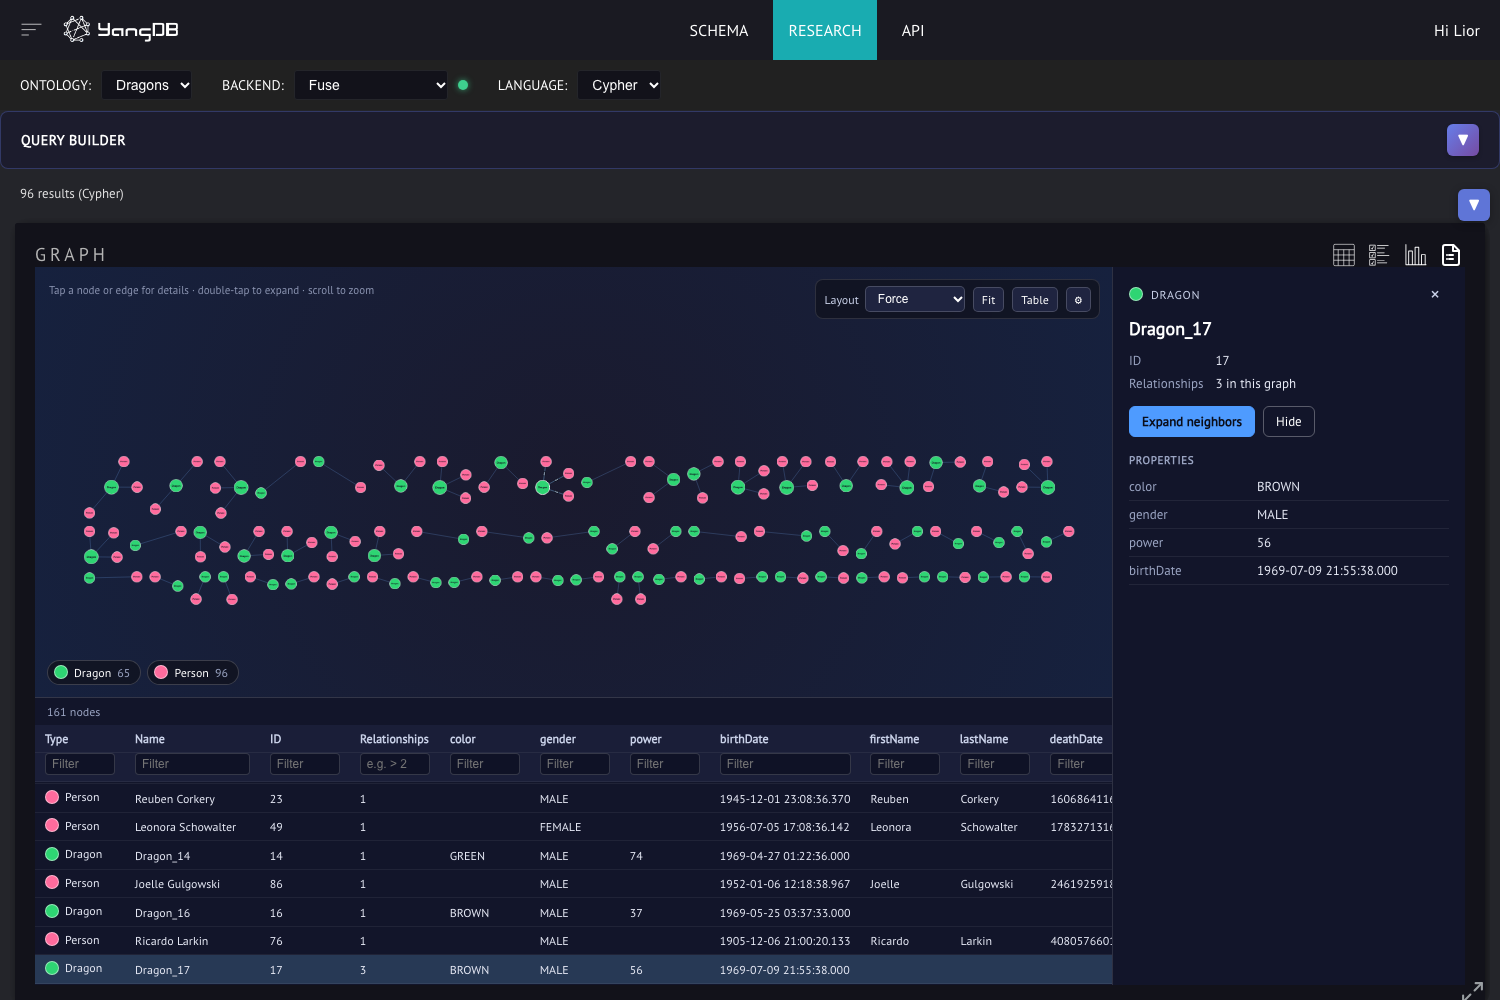 YangDB
SCHEMA
RESEARCH
API
Hi Lior
ONTOLOGY: Dragons
BACKEND: Fuse
LANGUAGE: Cypher
QUERY BUILDER
96 results (Cypher)
GRAPH
Tap a node or edge for details · double-tap to expand · scroll to zoom
Layout Force Fit Table
Dragon 65 Person 96
161 nodes
Type Name ID Relationships color gender power birthDate firstName lastName deathDate
Filter Filter Filter e.g. > 2 Filter Filter Filter Filter Filter Filter Filter
Person Reuben Corkery 23 1 MALE 1945-12-01 23:08:36.370 Reuben Corkery 1606864116
Person Leonora Showalter 49 1 FEMALE 1956-07-05 17:08:36.142 Leonora Schowalter 1783271316
Dragon Dragon_14 14 1 GREEN MALE 74 1969-04-27 01:22:36.000
Person Joelle Gulgowski 86 1 MALE 1952-01-06 12:18:38.967 Joelle Gulgowski 2461925918
Dragon Dragon_16 16 1 BROWN MALE 37 1969-05-25 03:37:33.000
Person Ricardo Larkin 76 1 MALE 1905-12-06 21:00:20.133 Ricardo Larkin 4080576601
Dragon Dragon_17 17 3 BROWN MALE 56 1969-07-09 21:55:38.000
DRAGON ×
Dragon_17
ID 17
Relationships 3 in this graph
Expand neighbors Hide
PROPERTIES
color BROWN
gender MALE
power 56
birthDate 1969-07-09 21:55:38.000